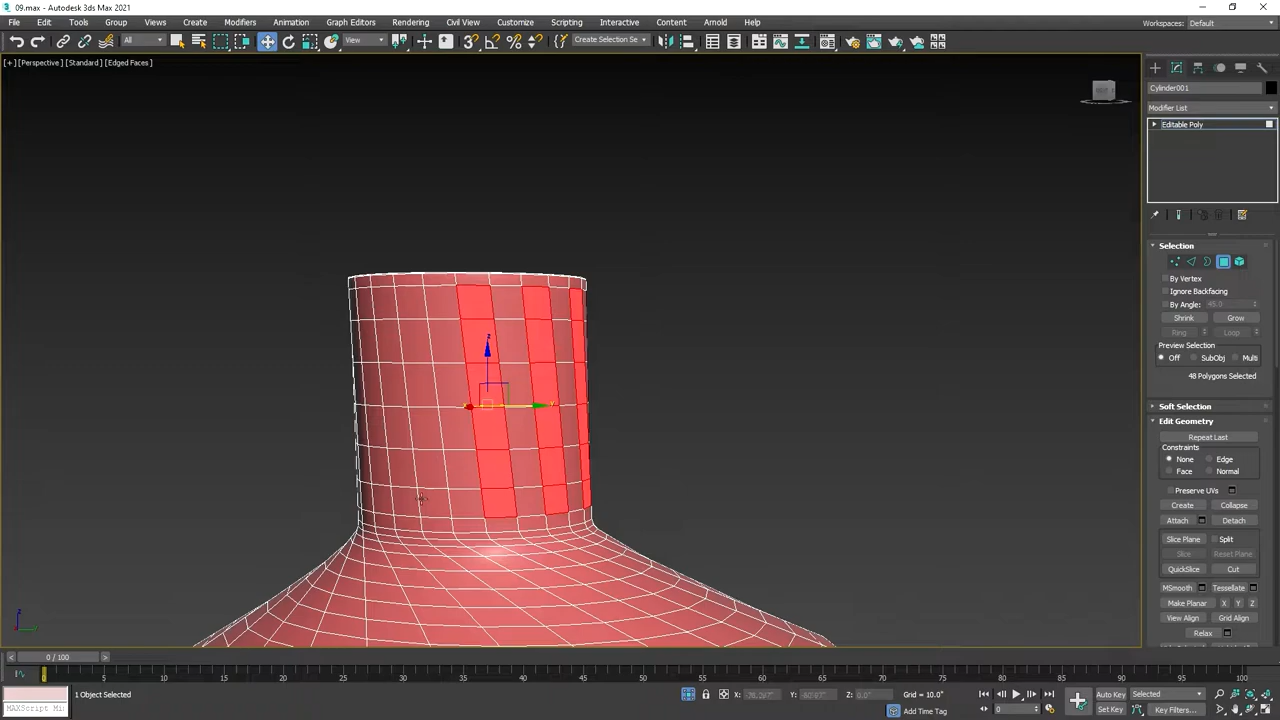 09.max - Autodesk 3ds Max 2021
File Edit Tools Group Views Create Modifiers Animation Graph Editors Rendering Civil View Customize Scripting Interactive Content Arnold Help
Workspaces: Default
All View Create Selection Se
[+] [Perspective] [Standard] [Edged Faces]
Cylinder001
Modifier List
Editable Poly
Selection
By Vertex
Ignore Backfacing
By Angle: 45.0
Shrink Grow
Ring Loop
Preview Selection
Off SubObj Multi
48 Polygons Selected
Soft Selection
Edit Geometry
Repeat Last
Constraints
None Edge
Face Normal
Preserve UVs
Create Collapse
Attach Detach
Slice Plane Split
Slice Reset Plane
QuickSlice Cut
MSmooth Tessellate
Make Planar X Y Z
View Align Grid Align
Relax
0 / 100
0 5 10 15 20 25 30 35 40 45 50 55 60 65 70 75 80 85 90 95 100
1 Object Selected
X: Y: Z: 0.0" Grid = 10.0"
Auto Key Selected
MAXScript Mi
Add Time Tag
0
Set Key Key Filters...